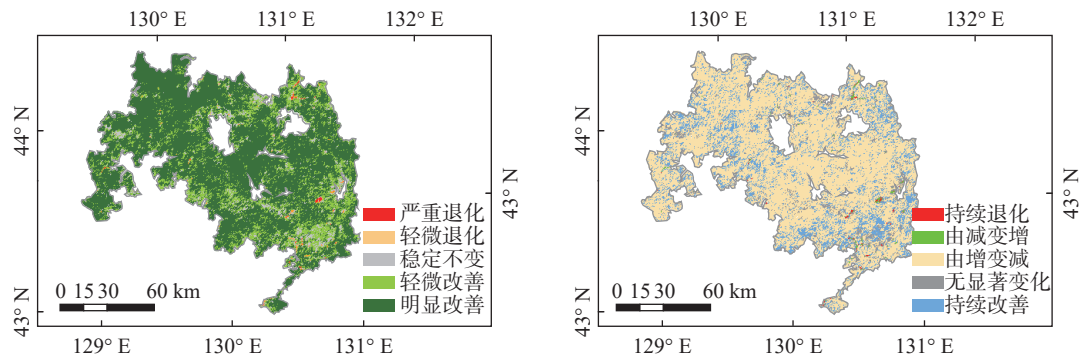 130° E 131° E 132° E
44° N
43° N
43° N
严重退化
轻微退化
稳定不变
轻微改善
明显改善
0 15 30 60 km
129° E 130° E 131° E
130° E 131° E 132° E
44° N
43° N
43° N
持续退化
由减变增
由增变减
无显著变化
持续改善
0 15 30 60 km
129° E 130° E 131° E